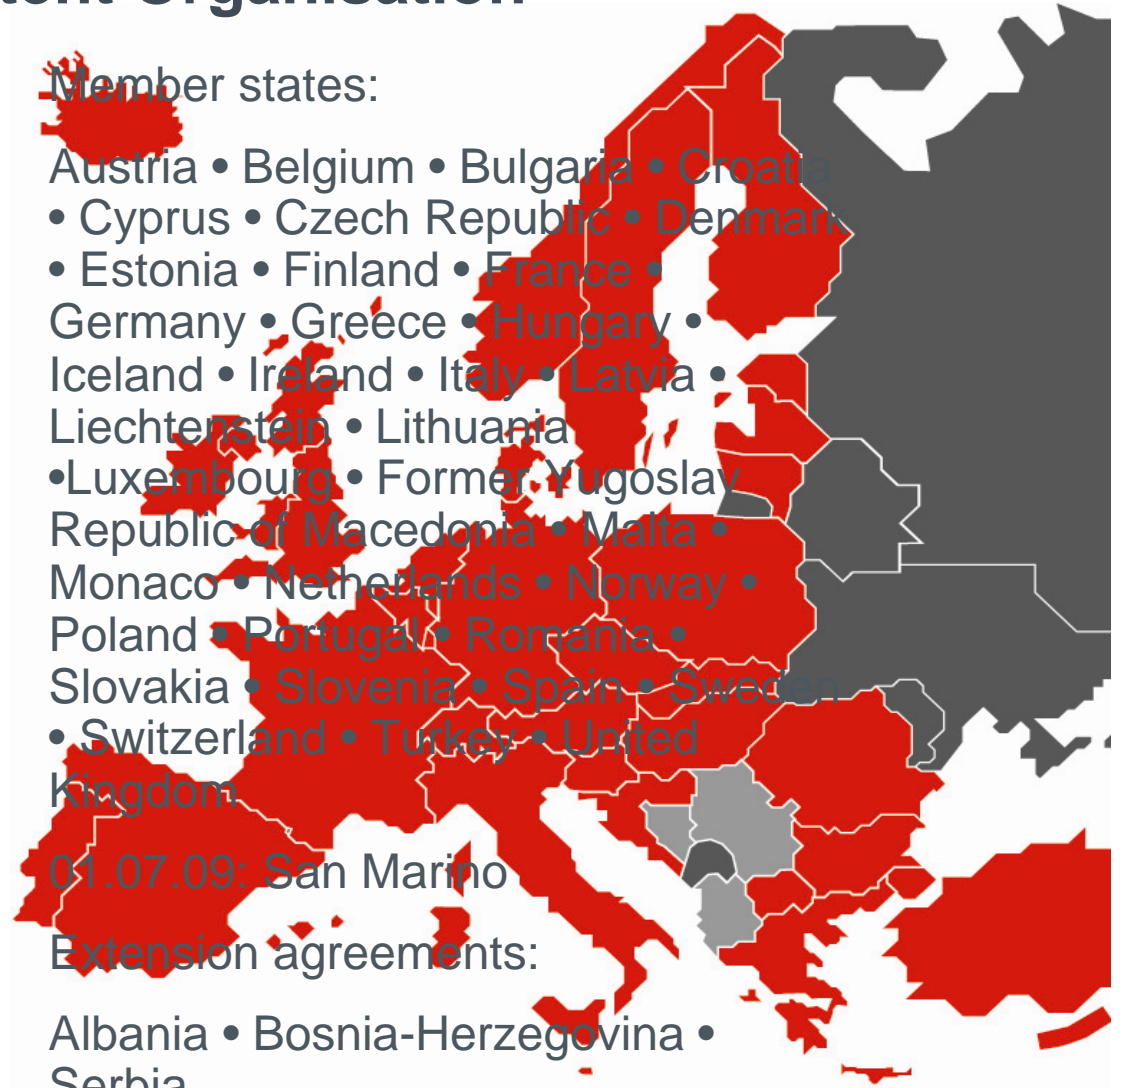 Organisation
Member states:
Austria • Belgium • Bulgaria • Croatia
• Cyprus • Czech Republic • Denmark
• Estonia • Finland • France •
Germany • Greece • Hungary •
Iceland • Ireland • Italy • Latvia •
Liechtenstein • Lithuania
•Luxembourg • Former Yugoslav
Republic of Macedonia • Malta •
Monaco • Netherlands • Norway •
Poland • Portugal • Romania •
Slovakia • Slovenia • Spain • Sweden
• Switzerland • Turkey • United
Kingdom
01.07.09: San Marino
Extension agreements:
Albania • Bosnia-Herzegovina •
Serbia